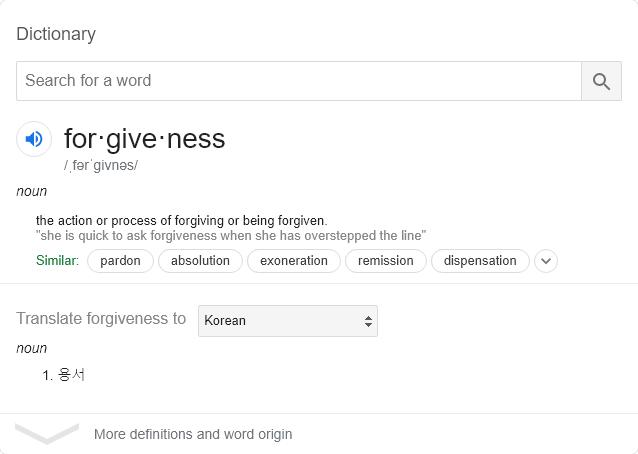 Dictionary
Search for a word
for·give·ness
/ˌfərˈɡivnəs/
noun
the action or process of forgiving or being forgiven.
"she is quick to ask forgiveness when she has overstepped the line"
Similar: pardon absolution exoneration remission dispensation
Translate forgiveness to Korean
noun
1. 용서
More definitions and word origin